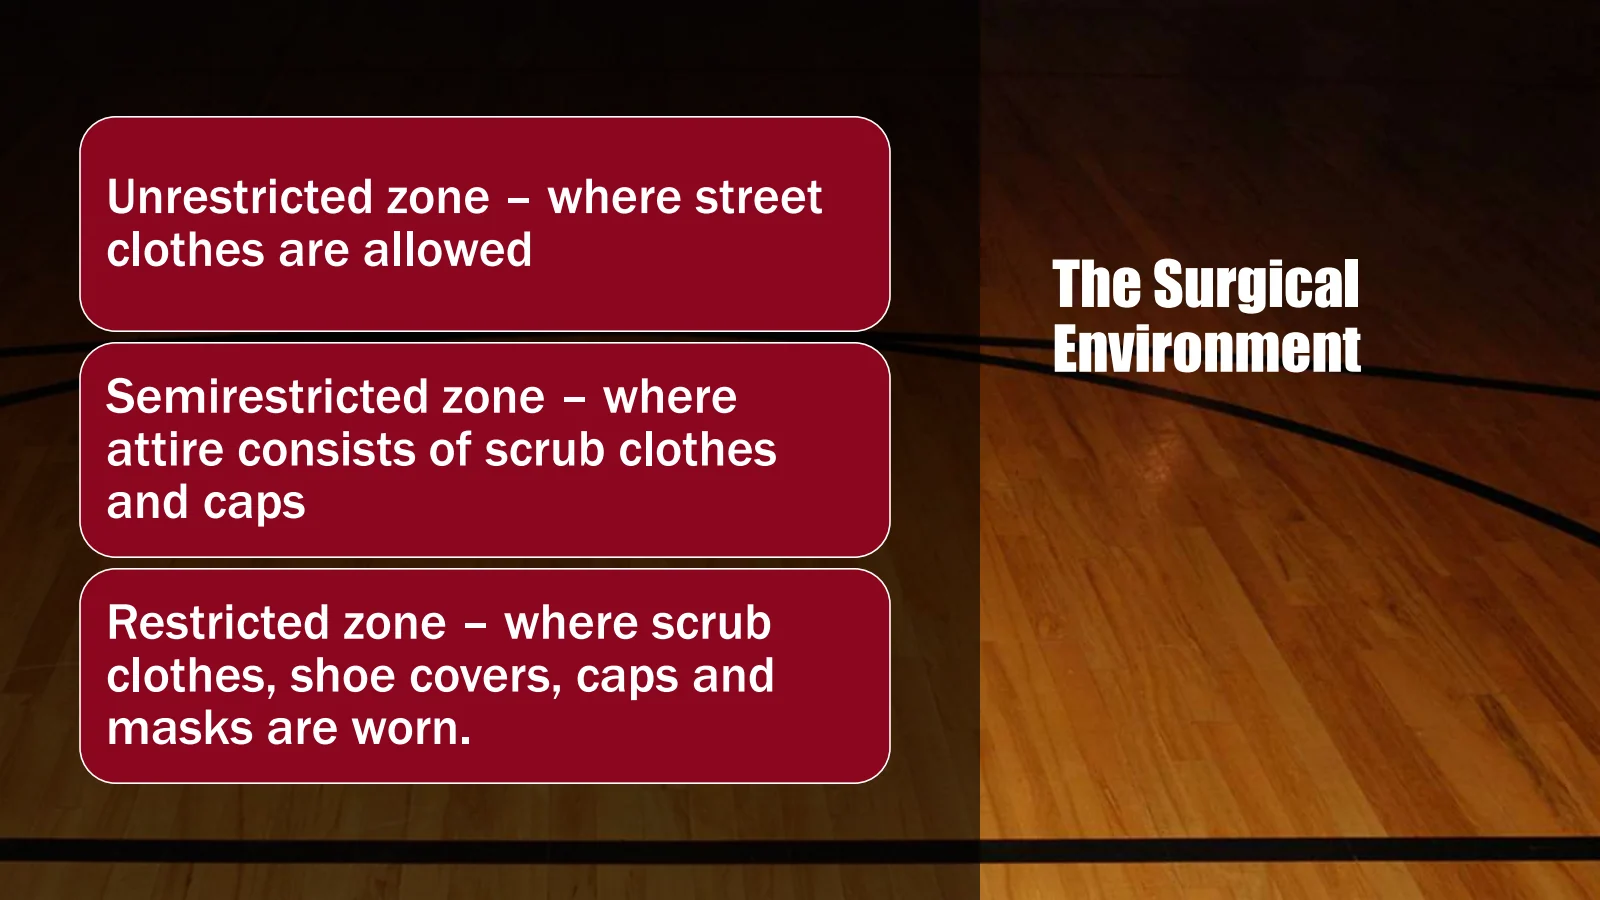 Unrestricted zone – where street
clothes are allowed
Semirestricted zone – where
attire consists of scrub clothes
and caps
Restricted zone – where scrub
clothes, shoe covers, caps and
masks are worn.
The Surgical
Environment